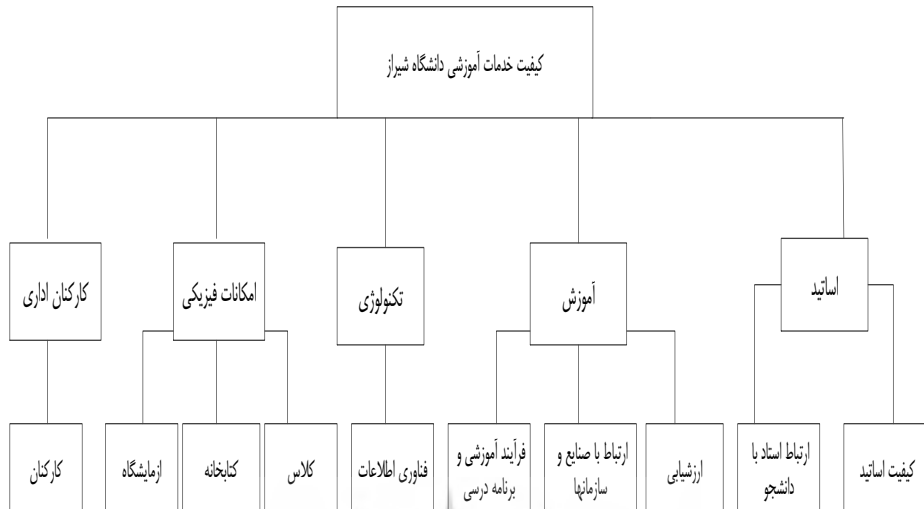 کیفیت خدمات آموزشی دانشگاه شیراز
اساتید
آموزش
تکنولوژی
امکانات فیزیکی
کارکنان اداری
کیفیت اساتید
ارتباط استاد با
دانشجو
ارزشیابی
ارتباط با صنایع و
سازمانها
فرآیند آموزشی و
برنامه درسی
فناوری اطلاعات
کلاس
کتابخانه
ازمایشگاه
کارکنان